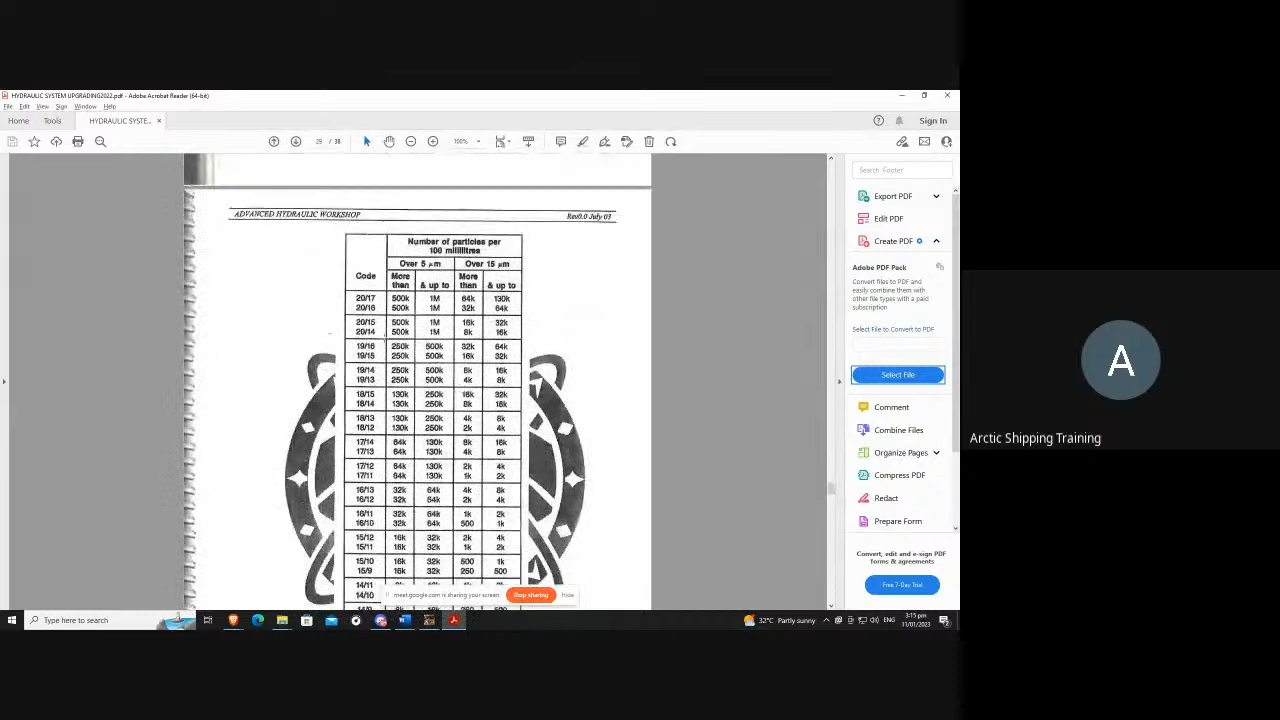 HYDRAULIC SYSTEM UPGRADING2022.pdf - Adobe Acrobat Reader (64-bit)
File Edit View Sign Window Help
Home Tools HYDRAULIC SYSTE... × Sign In
29 / 38 100%
ADVANCED HYDRAULIC WORKSHOP Rev0.0 July 03
Number of particles per
100 millilitres
Over 5 µm Over 15 µm
Code More than & up to More than & up to
20/17 500k 1M 64k 130k
20/16 500k 1M 32k 64k
20/15 500k 1M 16k 32k
20/14 500k 1M 8k 16k
19/16 250k 500k 32k 64k
19/15 250k 500k 16k 32k
19/14 250k 500k 8k 16k
19/13 250k 500k 4k 8k
18/15 130k 250k 16k 32k
18/14 130k 250k 8k 16k
18/13 130k 250k 4k 8k
18/12 130k 250k 2k 4k
17/14 64k 130k 8k 16k
17/13 64k 130k 4k 8k
17/12 64k 130k 2k 4k
17/11 64k 130k 1k 2k
16/13 32k 64k 4k 8k
16/12 32k 64k 2k 4k
16/11 32k 64k 1k 2k
16/10 32k 64k 500 1k
15/12 16k 32k 2k 4k
15/11 16k 32k 1k 2k
15/10 16k 32k 500 1k
15/9 16k 32k 250 500
14/11
14/10
meet.google.com is sharing your screen. Stop sharing Hide
Search 'Footer'
Export PDF
Edit PDF
Create PDF
Adobe PDF Pack
Convert files to PDF and
easily combine them with
other file types with a paid
subscription
Select File to Convert to PDF
Select File
Comment
Combine Files
Organize Pages
Compress PDF
Redact
Prepare Form
Convert, edit and e-sign PDF
forms & agreements
Free 7-Day Trial
Type here to search
32°C Partly sunny ENG 3:15 pm
11/01/2023
A
Arctic Shipping Training